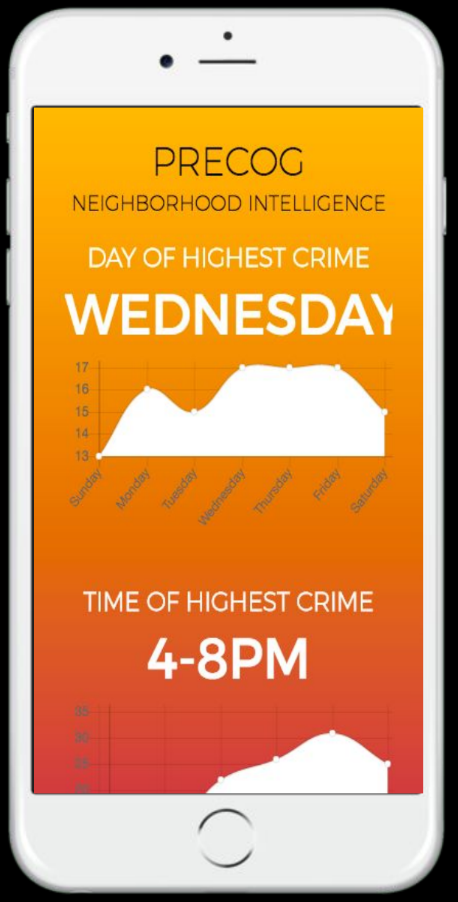 PRECOG
NEIGHBORHOOD INTELLIGENCE
DAY OF HIGHEST CRIME
WEDNESDAY
17
16
15
14
13
Sunday Monday Tuesday Wednesday Thursday Friday Saturday
TIME OF HIGHEST CRIME
4-8PM
35
30
25
20